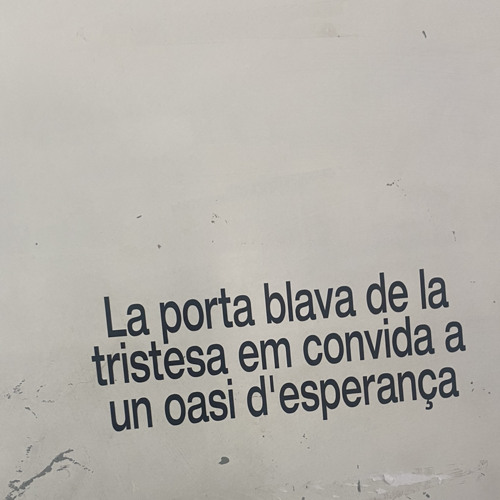 La porta blava de la
tristesa em convida a
un oasi d'esperança